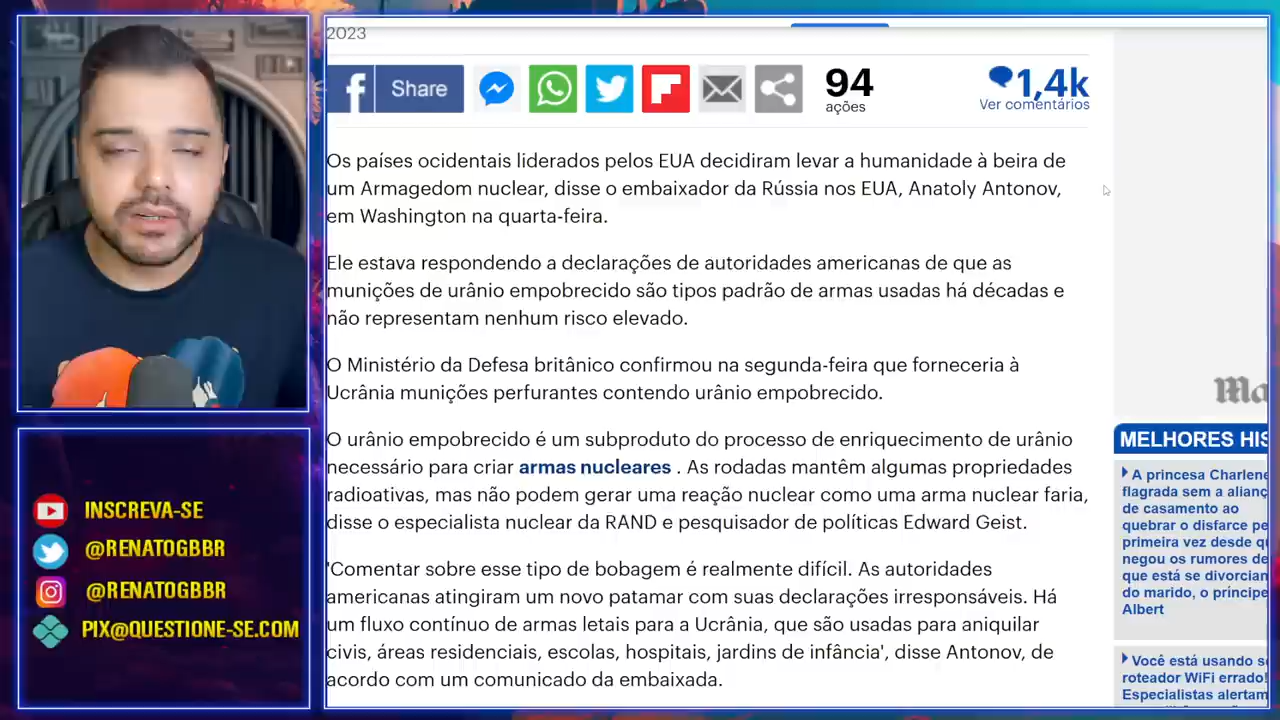 2023
f Share
94
ações
1,4k
Ver comentários
Os países ocidentais liderados pelos EUA decidiram levar a humanidade à beira de
um Armagedom nuclear, disse o embaixador da Rússia nos EUA, Anatoly Antonov,
em Washington na quarta-feira.
Ele estava respondendo a declarações de autoridades americanas de que as
munições de urânio empobrecido são tipos padrão de armas usadas há décadas e
não representam nenhum risco elevado.
O Ministério da Defesa britânico confirmou na segunda-feira que forneceria à
Ucrânia munições perfurantes contendo urânio empobrecido.
O urânio empobrecido é um subproduto do processo de enriquecimento de urânio
necessário para criar armas nucleares . As rodadas mantêm algumas propriedades
radioativas, mas não podem gerar uma reação nuclear como uma arma nuclear faria,
disse o especialista nuclear da RAND e pesquisador de políticas Edward Geist.
'Comentar sobre esse tipo de bobagem é realmente difícil. As autoridades
americanas atingiram um novo patamar com suas declarações irresponsáveis. Há
um fluxo contínuo de armas letais para a Ucrânia, que são usadas para aniquilar
civis, áreas residenciais, escolas, hospitais, jardins de infância', disse Antonov, de
acordo com um comunicado da embaixada.
Ma
MELHORES HIS
A princesa Charlene
flagrada sem a alianç
de casamento ao
quebrar o disfarce pe
primeira vez desde qu
negou os rumores de
que está se divorcian
do marido, o príncipe
Albert
Você está usando se
roteador WiFi errado!
Especialistas alertam
INSCREVA-SE
@RENATOGBBR
@RENATOGBBR
PIX@QUESTIONE-SE.COM